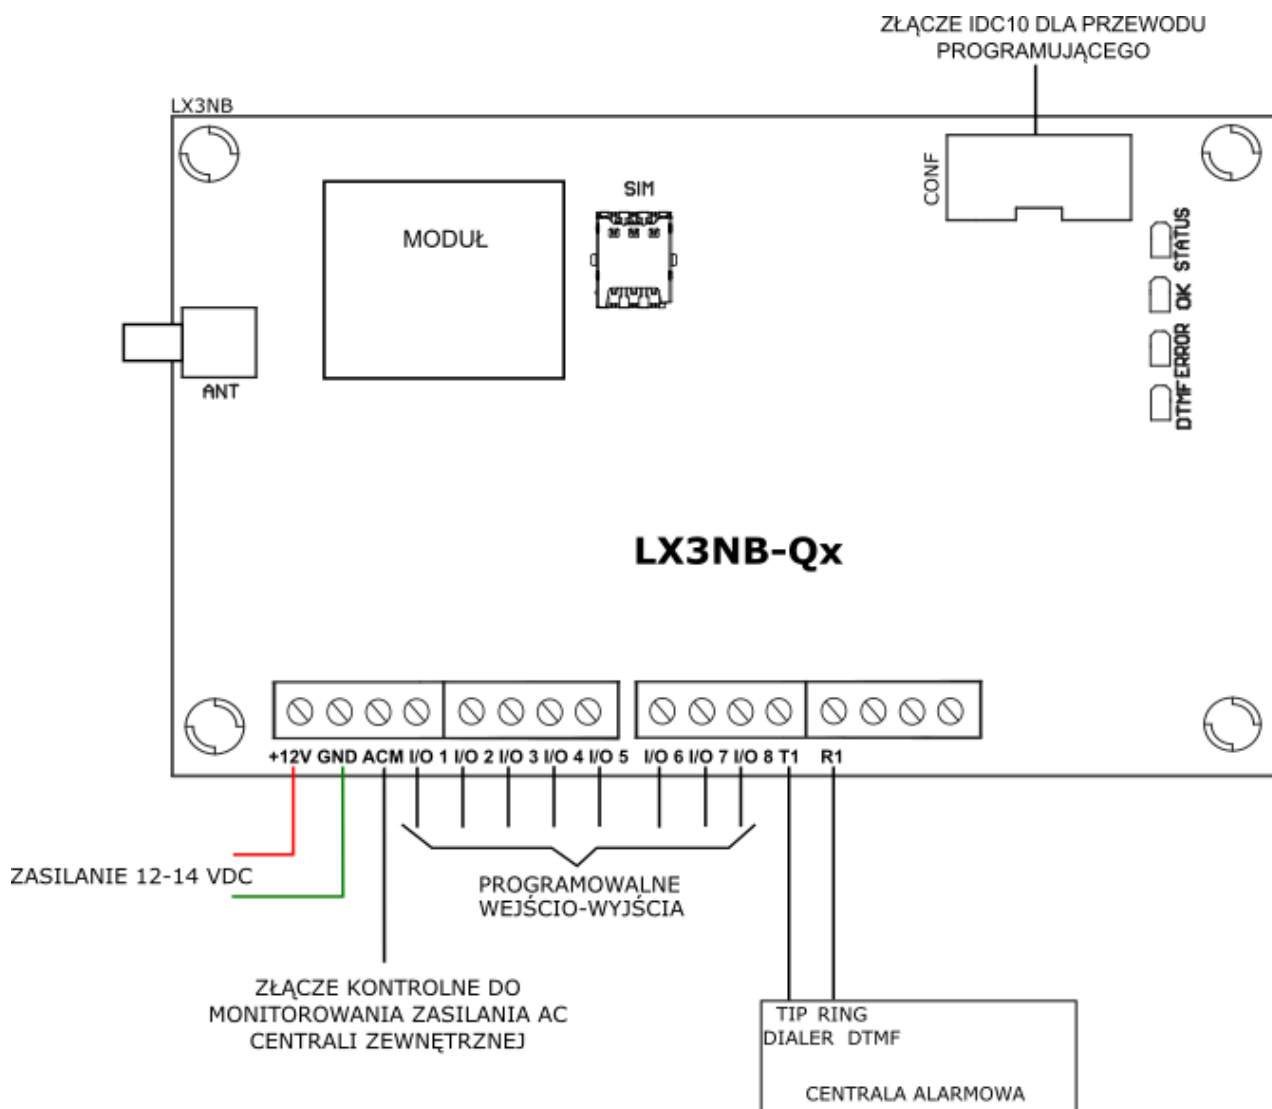 ZŁĄCZE IDC10 DLA PRZEWODU
PROGRAMUJĄCEGO
LX3NB
CONF
SIM
MODUŁ
STATUS
OK
ERROR
DTMF
ANT
LX3NB-Qx
+12V GND ACM I/O 1 I/O 2 I/O 3 I/O 4 I/O 5 I/O 6 I/O 7 I/O 8 T1 R1
ZASILANIE 12-14 VDC
PROGRAMOWALNE
WEJŚCIO-WYJŚCIA
ZŁĄCZE KONTROLNE DO
MONITOROWANIA ZASILANIA AC
CENTRALI ZEWNĘTRZNEJ
TIP RING
DIALER DTMF
CENTRALA ALARMOWA